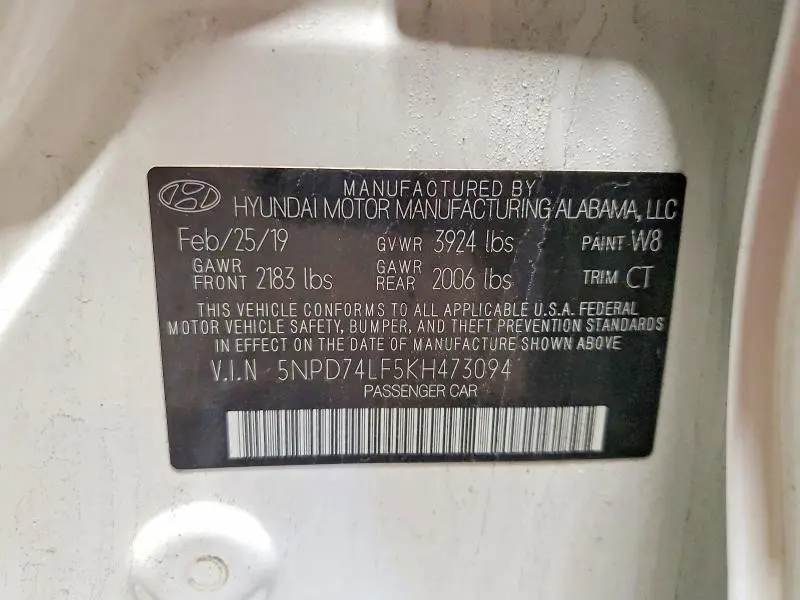 MANUFACTURED BY
HYUNDAI MOTOR MANUFACTURING ALABAMA, LLC
Feb/25/19 GVWR 3924 lbs PAINT W8
GAWR FRONT 2183 lbs GAWR REAR 2006 lbs TRIM CT
THIS VEHICLE CONFORMS TO ALL APPLICABLE U.S.A. FEDERAL
MOTOR VEHICLE SAFETY, BUMPER, AND THEFT PREVENTION STANDARDS
IN EFFECT ON THE DATE OF MANUFACTURE SHOWN ABOVE
V.I.N 5NPD74LF5KH473094
PASSENGER CAR